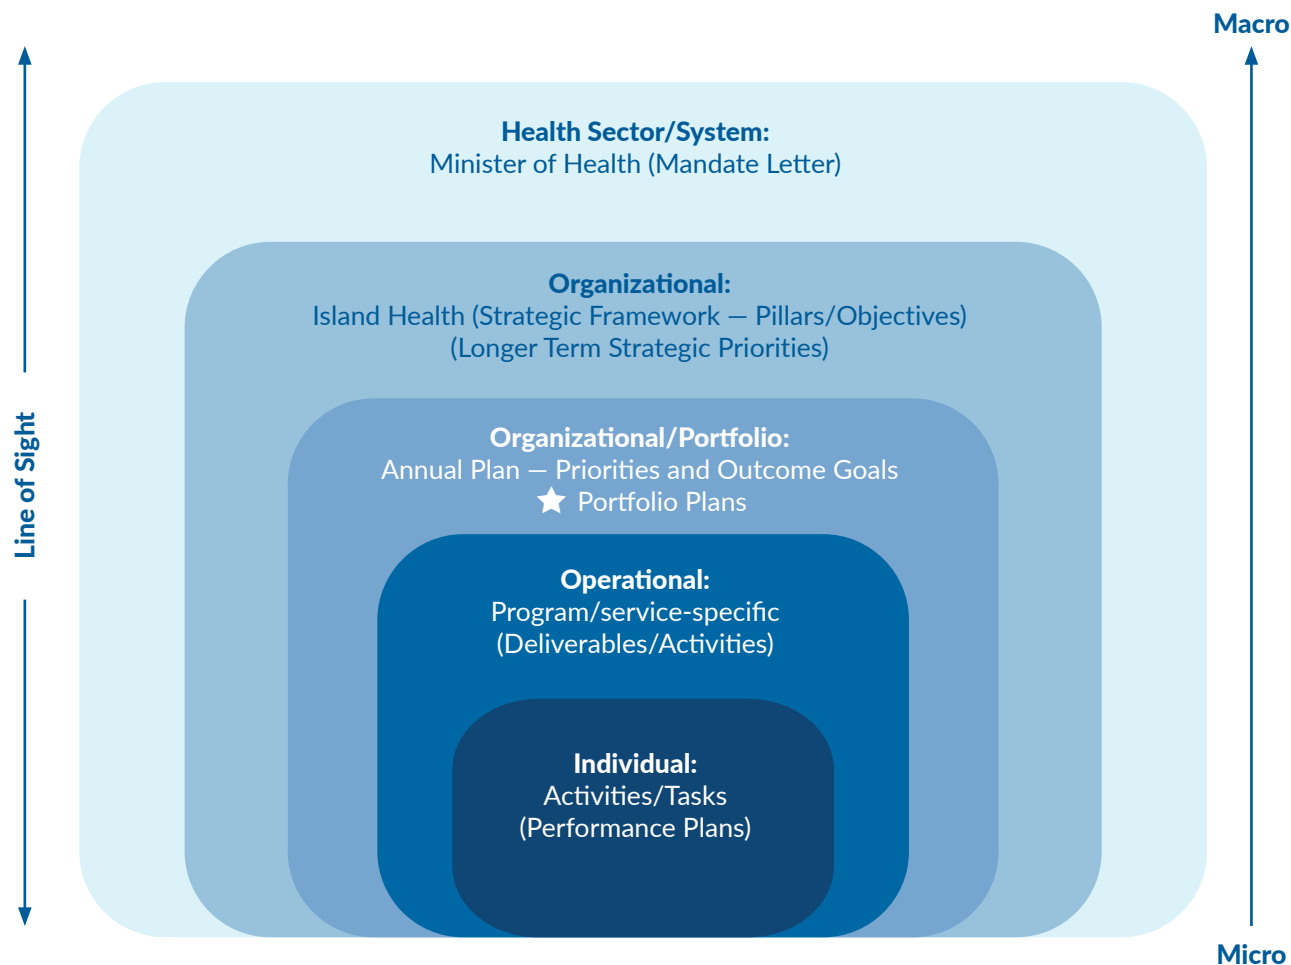 Macro
Health Sector/System:
Minister of Health (Mandate Letter)
Organizational:
Island Health (Strategic Framework — Pillars/Objectives)
(Longer Term Strategic Priorities)
Line of Sight
Organizational/Portfolio:
Annual Plan — Priorities and Outcome Goals
★ Portfolio Plans
Operational:
Program/service-specific
(Deliverables/Activities)
Individual:
Activities/Tasks
(Performance Plans)
Micro